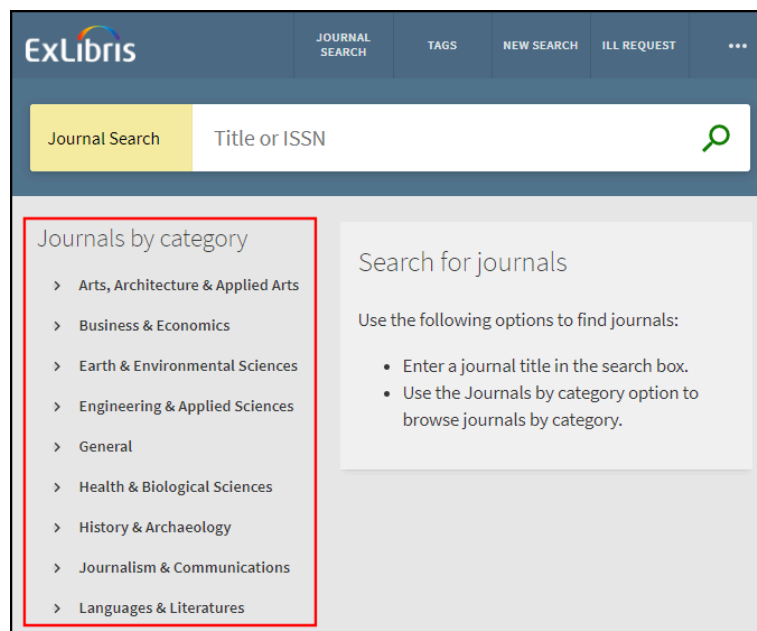 ExLibris
JOURNAL
SEARCH
TAGS
NEW SEARCH
ILL REQUEST
•••
Journal Search
Title or ISSN
Journals by category
Arts, Architecture & Applied Arts
Business & Economics
Earth & Environmental Sciences
Engineering & Applied Sciences
General
Health & Biological Sciences
History & Archaeology
Journalism & Communications
Languages & Literatures
Search for journals
Use the following options to find journals:
• Enter a journal title in the search box.
• Use the Journals by category option to
browse journals by category.